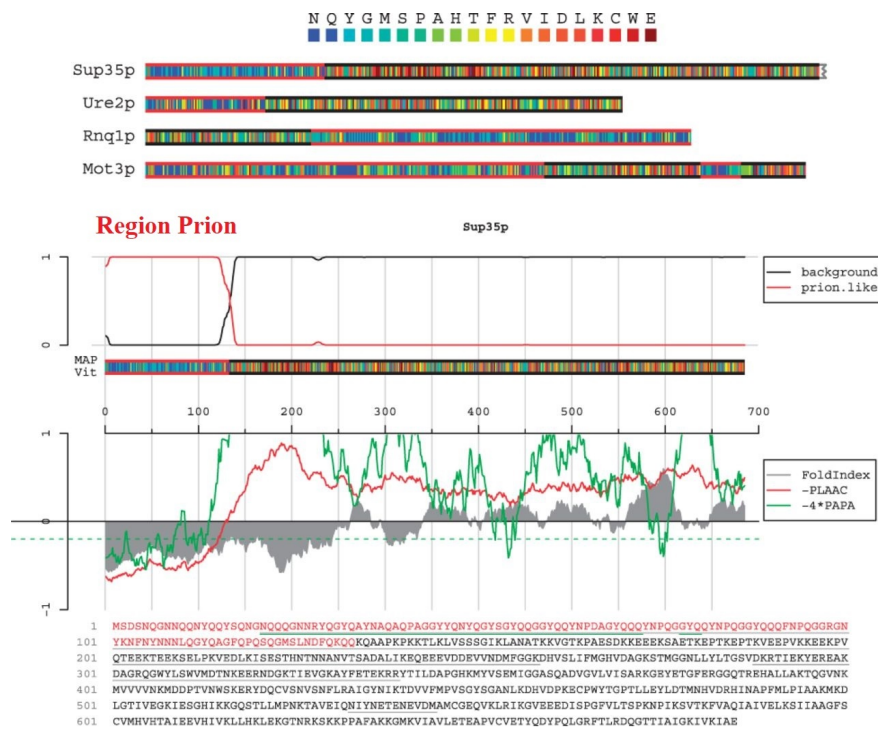 N Q Y G M S P A H T F R V I D L K C W E
Sup35p
Ure2p
Rnq1p
Mot3p
Region Prion
Sup35p
1
0
background
prion.like
MAP
Vit
0 100 200 300 400 500 600 700
1
0
-1
FoldIndex
-PLAAC
-4*PAPA
1 MSDSNQGNNQQNYQQYSQNGNQQQGNNRYQGYQAYNAQAQPAGGYYQNYQGYSGYQQGGYQQYNPDAGYQQQYNPQGGYQQYNPQGGYQQQFNPQGGRGN
101 YKNFNYNNNLQGYQAGFQPQSQGMSLNDFQKQQKQAAPKPKKTLKLVSSSGIKLANATKKVGTKPAESDKKEEEKSAETKEPTKEPTKVEEPVKKEEKPV
201 QTEEKTEEKSELPKVEDLKISESTHNTNNANVTSADALIKEQEEEVDDEVVNDMFGGKDHVSLIFMGHVDAGKSTMGGNLLYLTGSVDKRTIEKYEREAK
301 DAGRQGWYLSWVMDTNKEERNDGKTIEVGKAYFETEKRRYTILDAPGHKMYVSEMIGGASQADVGVLVISARKGEYETGFERGGQTREHALLAKTQGVNK
401 MVVVVNKMDDPTVNWSKERYDQCVSNVSNFLRAIGYNIKTDVVFMPVSGYSGANLKDHVDPKECPWYTGPTLLEYLDTMNHVDRHINAPFMLPIAAKMKD
501 LGTIVEGKIESGHIKKGQSTLLMPNKTAVEIQNIYNETENEVDMAMCGEQVKLRIKGVEEEDISPGFVLTSPKNPIKTVFVAQIAIVELKSIIAAGFS
601 CVMHVHTAIEEVHIVKLLHKLEKGTNRKSKKPPAFAKKGMKVIAVLETEAPVCVETYQDYPQLGRFTLRDQGTTIAIGKIVKIAE